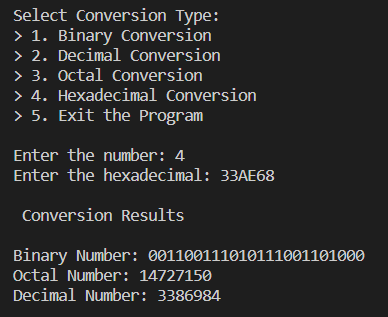 Select Conversion Type:
> 1. Binary Conversion
> 2. Decimal Conversion
> 3. Octal Conversion
> 4. Hexadecimal Conversion
> 5. Exit the Program
Enter the number: 4
Enter the hexadecimal: 33AE68
Conversion Results
Binary Number: 001100111010111001101000
Octal Number: 14727150
Decimal Number: 3386984